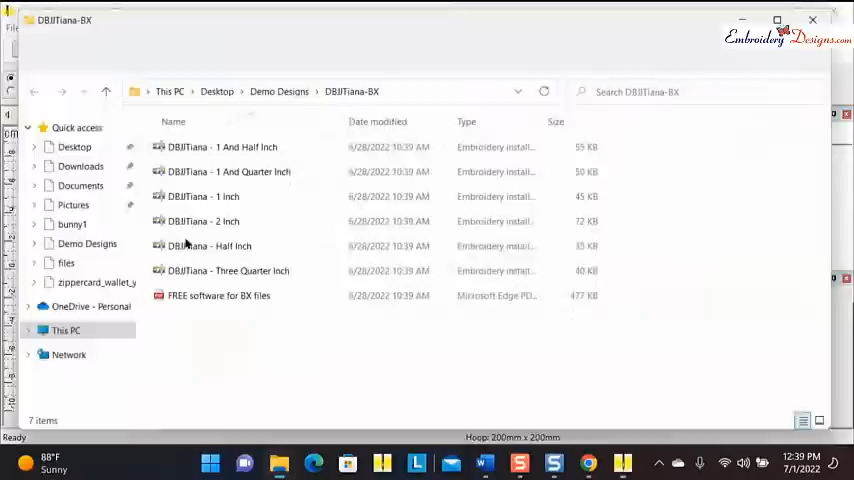 DBJJTiana-BX
EmbroideryDesigns.com
This PC > Desktop > Demo Designs > DBJJTiana-BX
Search DBJJTiana-BX
Name Date modified Type Size
Quick access
Desktop
Downloads
Documents
Pictures
bunny1
Demo Designs
files
zippercard_wallet_y
OneDrive - Personal
This PC
Network
DBJJTiana - 1 And Half Inch 6/28/2022 10:39 AM Embroidery install... 55 KB
DBJJTiana - 1 And Quarter Inch 6/28/2022 10:39 AM Embroidery install... 50 KB
DBJJTiana - 1 Inch 6/28/2022 10:39 AM Embroidery install... 45 KB
DBJJTiana - 2 Inch 6/28/2022 10:39 AM Embroidery install... 72 KB
DBJJTiana - Half Inch 6/28/2022 10:39 AM Embroidery install... 35 KB
DBJJTiana - Three Quarter Inch 6/28/2022 10:39 AM Embroidery install... 40 KB
FREE software for BX files 6/28/2022 10:39 AM Microsoft Edge PD... 477 KB
7 items
Ready Hoop: 200mm x 200mm
88°F
Sunny
12:39 PM
7/1/2022